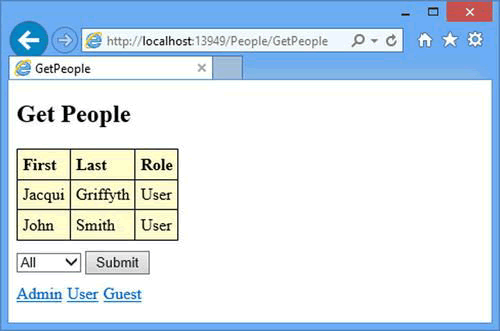 http://localhost:13949/People/GetPeople
GetPeople
Get People
First Last Role
Jacqui Griffyth User
John Smith User
All Submit
Admin User Guest